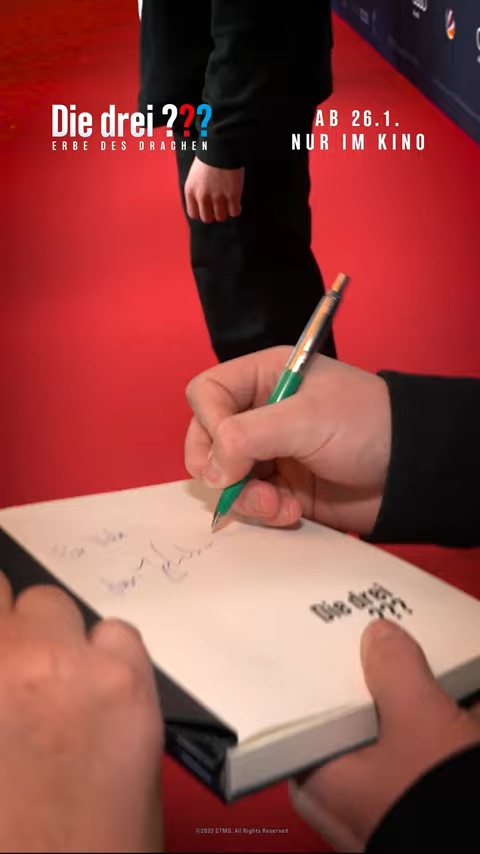 Die drei ???
ERBE DES DRACHEN
AB 26.1.
NUR IM KINO
Die drei
???
©2022 CTMG. All Rights Reserved